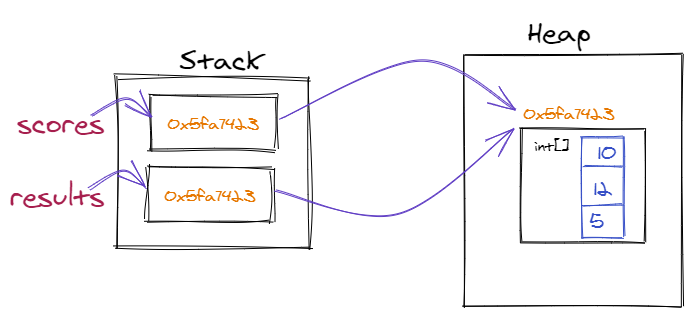 Stack
Heap
scores
0x5fa7423
results
0x5fa7423
0x5fa7423
int[]
10
12
5